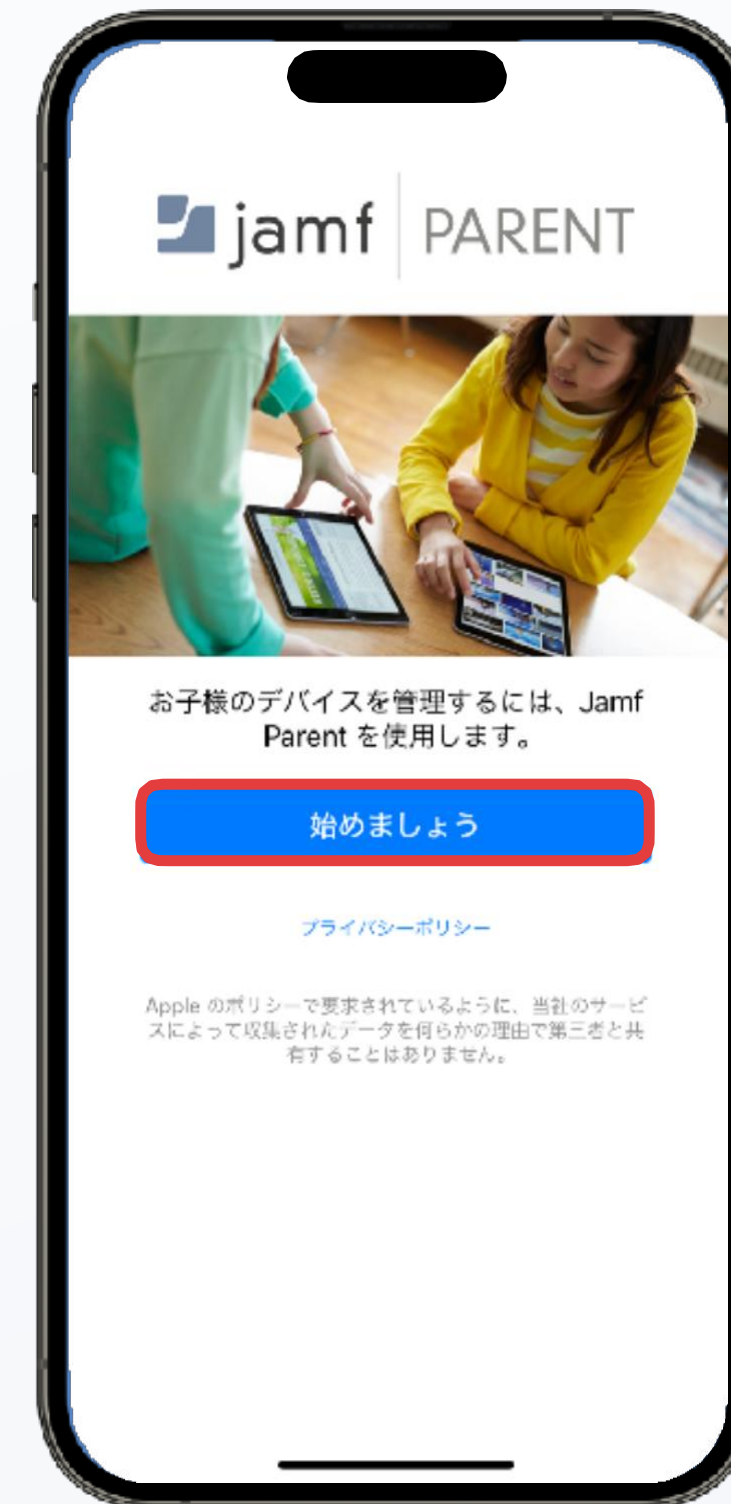 jamf PARENT
お子様のデバイスを管理するには、Jamf
Parent を使用します。
始めましょう
プライバシーポリシー
Apple のポリシーで要求されているように、当社のサービ
スによって収集されたデータを何らかの理由で第三者と共
有することはありません。